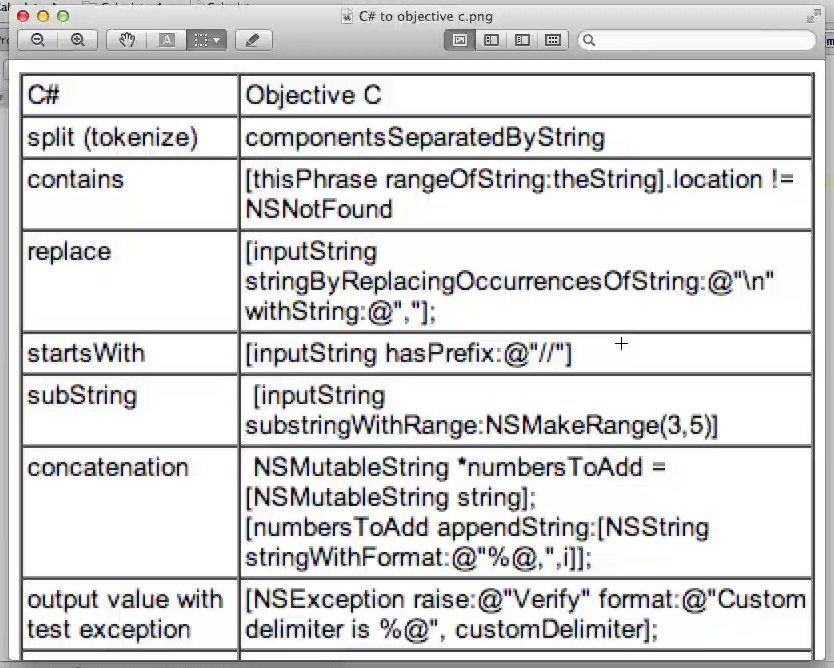 C# to objective c.png
C#
Objective C
split (tokenize)
componentsSeparatedByString
contains
[thisPhrase rangeOfString:theString].location !=
NSNotFound
replace
[inputString
stringByReplacingOccurrencesOfString:@"\n"
withString:@","];
startsWith
[inputString hasPrefix:@"//"]
subString
[inputString
substringWithRange:NSMakeRange(3,5)]
concatenation
NSMutableString *numbersToAdd =
[NSMutableString string];
[numbersToAdd appendString:[NSString
stringWithFormat:@"%@,",i]];
output value with
test exception
[NSException raise:@"Verify" format:@"Custom
delimiter is %@", customDelimiter];